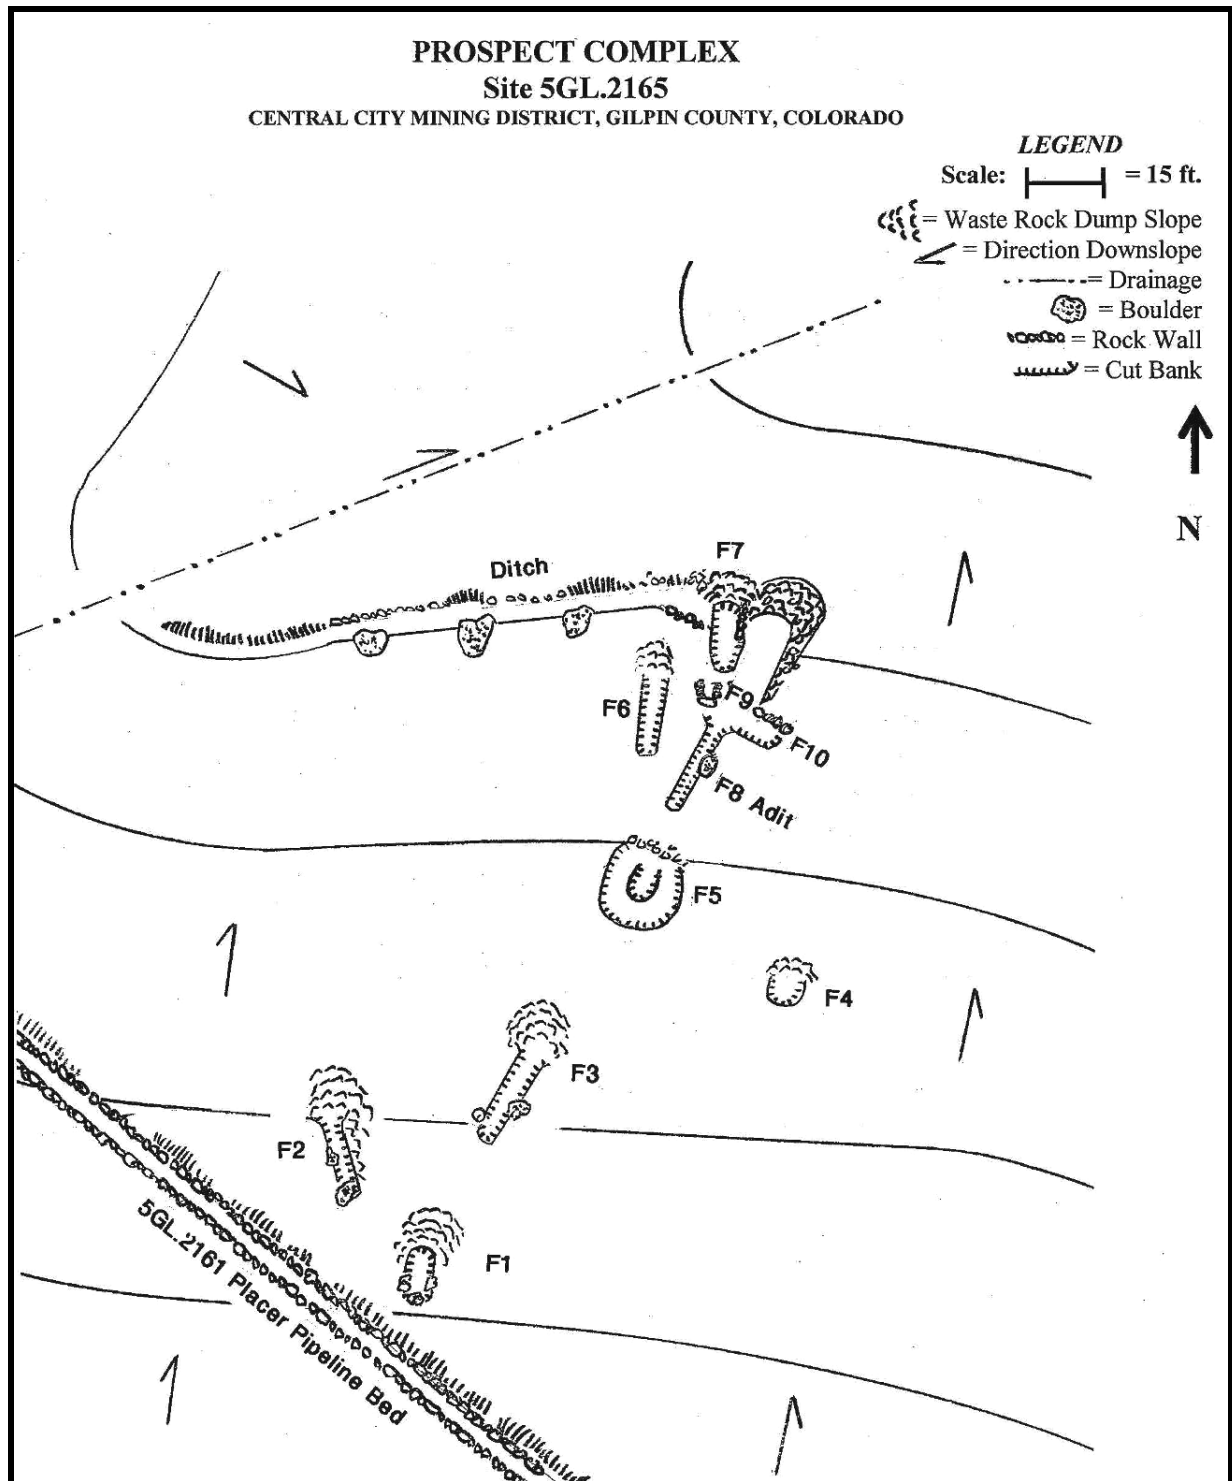 PROSPECT COMPLEX
Site 5GL.2165
CENTRAL CITY MINING DISTRICT, GILPIN COUNTY, COLORADO
LEGEND
Scale: = 15 ft.
= Waste Rock Dump Slope
= Direction Downslope
= Drainage
= Boulder
= Rock Wall
= Cut Bank
N
Ditch
F7
F6
F9
F10
F8 Adit
F5
F4
F3
F2
F1
5GL.2161 Placer Pipeline Bed